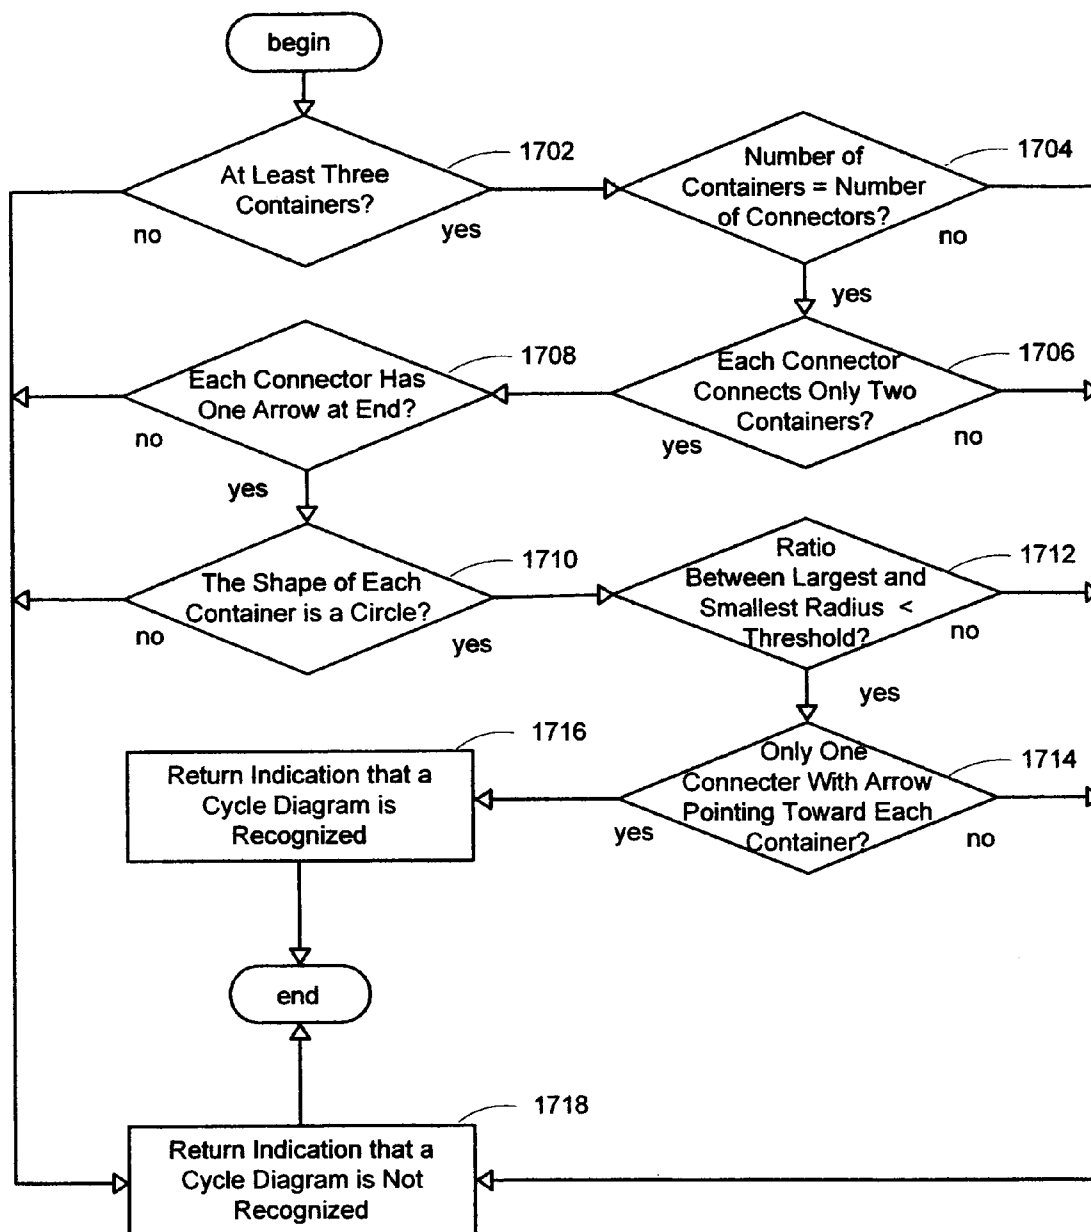 begin
1702
At Least Three
Containers?
no
yes
1704
Number of
Containers = Number
of Connectors?
no
yes
1706
Each Connector
Connects Only Two
Containers?
yes
no
1708
Each Connector Has
One Arrow at End?
no
yes
1710
The Shape of Each
Container is a Circle?
no
yes
1712
Ratio
Between Largest and
Smallest Radius <
Threshold?
no
yes
1714
Only One
Connecter With Arrow
Pointing Toward Each
Container?
yes
no
1716
Return Indication that a
Cycle Diagram is
Recognized
end
1718
Return Indication that a
Cycle Diagram is Not
Recognized